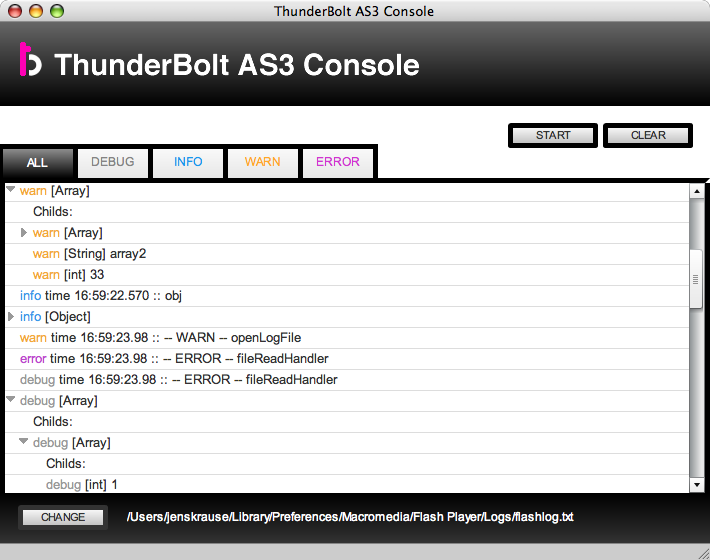 ThunderBolt AS3 Console
ThunderBolt AS3 Console
START CLEAR
ALL DEBUG INFO WARN ERROR
warn [Array]
Childs:
warn [Array]
warn [String] array2
warn [int] 33
info time 16:59:22.570 :: obj
info [Object]
warn time 16:59:23.98 :: -- WARN -- openLogFile
error time 16:59:23.98 :: -- ERROR -- fileReadHandler
debug time 16:59:23.98 :: -- ERROR -- fileReadHandler
debug [Array]
Childs:
debug [Array]
Childs:
debug [int] 1
CHANGE /Users/jenskrause/Library/Preferences/Macromedia/Flash Player/Logs/flashlog.txt